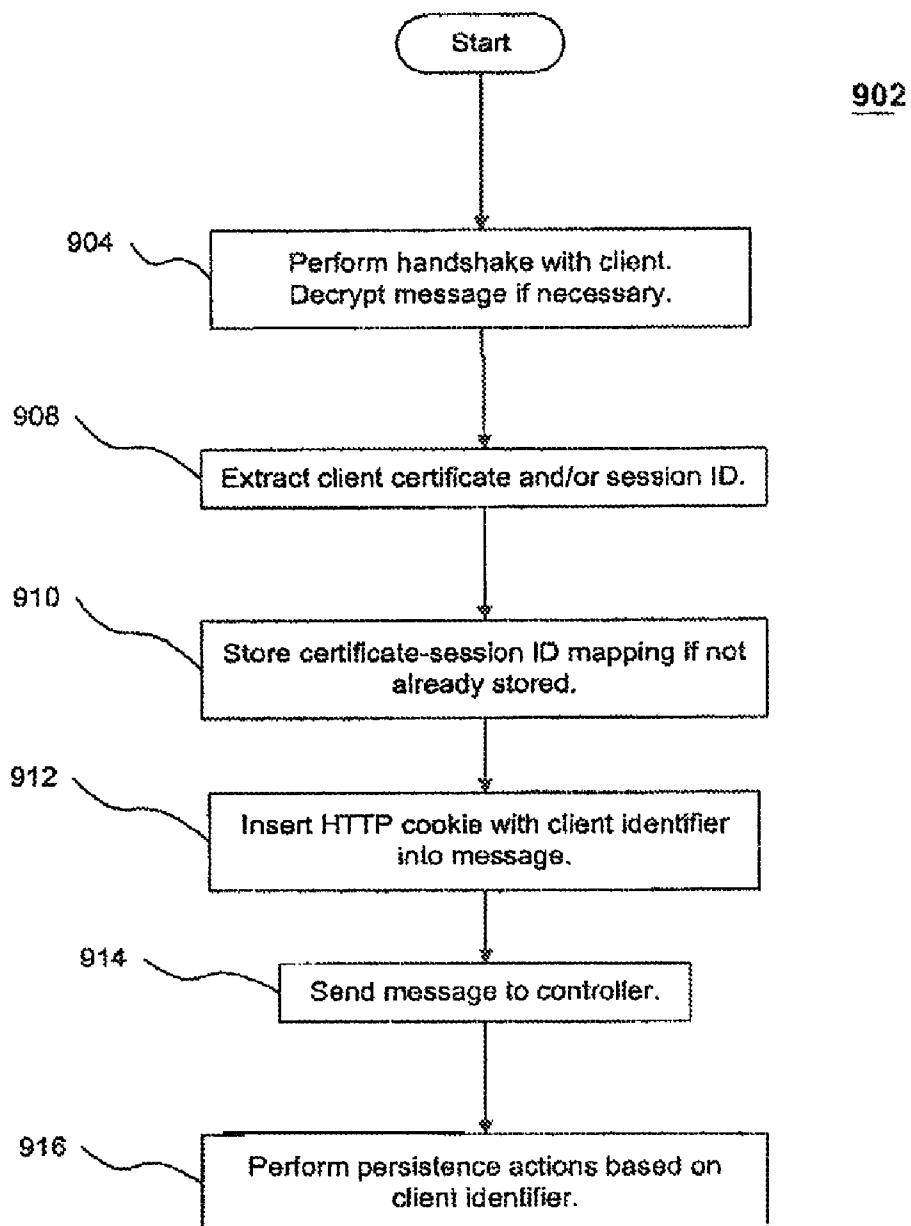 Start
902
904
Perform handshake with client.
Decrypt message if necessary.
908
Extract client certificate and/or session ID.
910
Store certificate-session ID mapping if not
already stored.
912
Insert HTTP cookie with client identifier
into message.
914
Send message to controller.
916
Perform persistence actions based on
client identifier.